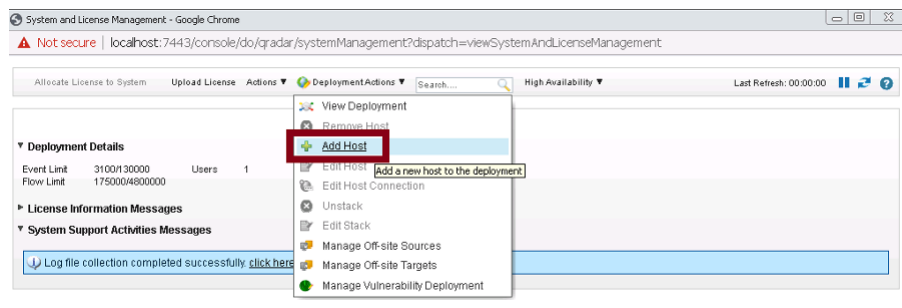 System and License Management - Google Chrome
Not secure | localhost:7443/console/do/qradar/systemManagement?dispatch=viewSystemAndLicenseManagement
Allocate License to System Upload License Actions ▼ Deployment Actions ▼ Search.... High Availability ▼ Last Refresh: 00:00:00
View Deployment
Remove Host
Add Host
Edit Host
Add a new host to the deployment
Edit Host Connection
Unstack
Edit Stack
Manage Off-site Sources
Manage Off-site Targets
Manage Vulnerability Deployment
Deployment Details
Event Limit 3100/130000 Users 1
Flow Limit 175000/4800000
License Information Messages
System Support Activities Messages
Log file collection completed successfully. click here